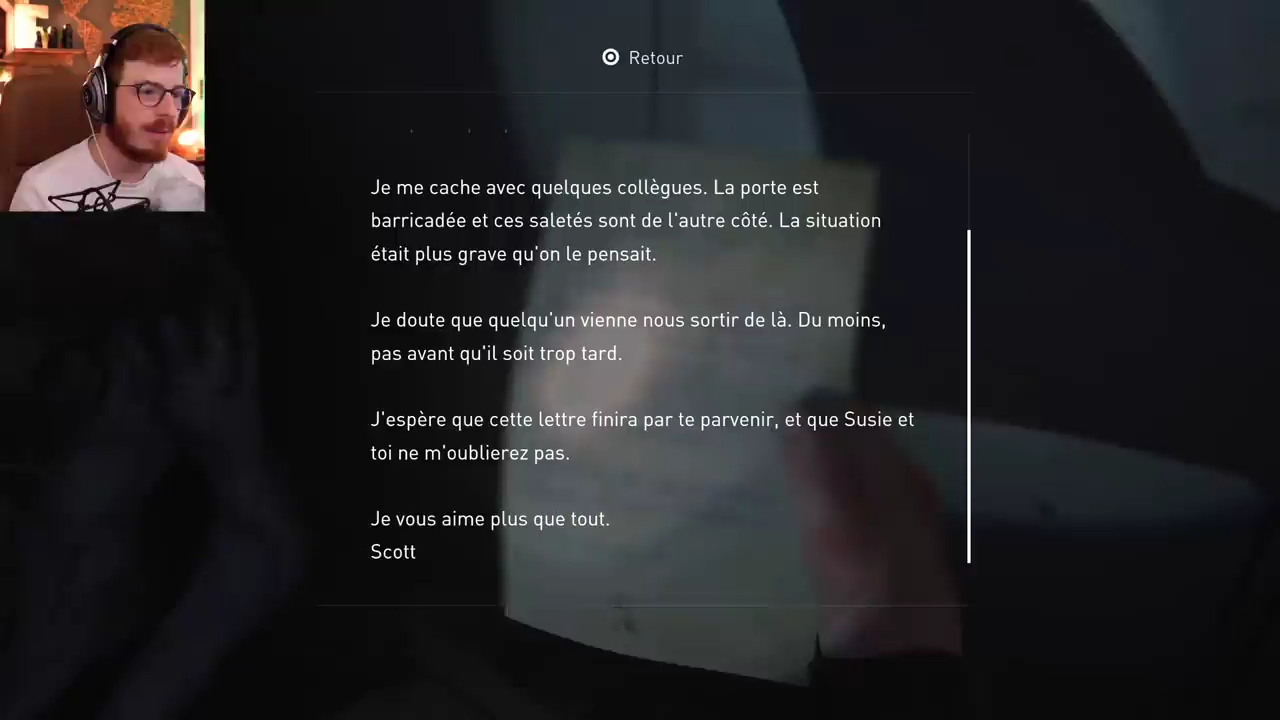 Retour
Je me cache avec quelques collègues. La porte est
barricadée et ces saletés sont de l'autre côté. La situation
était plus grave qu'on le pensait.
Je doute que quelqu'un vienne nous sortir de là. Du moins,
pas avant qu'il soit trop tard.
J'espère que cette lettre finira par te parvenir, et que Susie et
toi ne m'oublierez pas.
Je vous aime plus que tout.
Scott